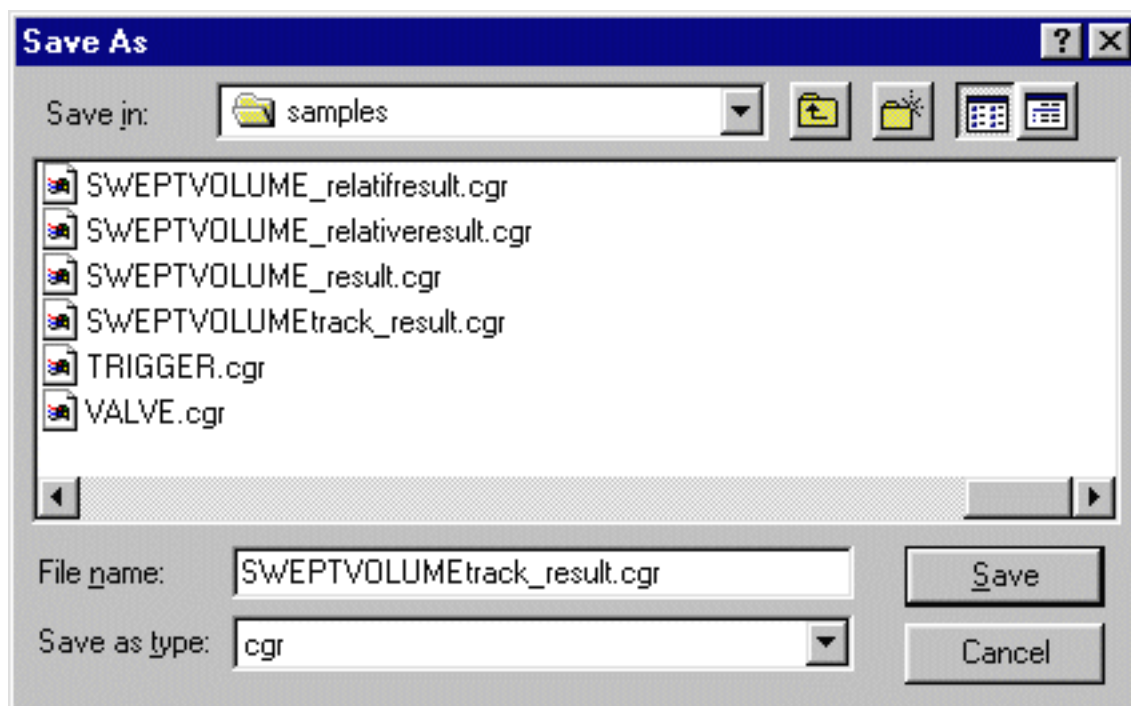 Save As
Save in: samples
SWEPTVOLUME_relatifresult.cgr
SWEPTVOLUME_relativeresult.cgr
SWEPTVOLUME_result.cgr
SWEPTVOLUMEtrack_result.cgr
TRIGGER.cgr
VALVE.cgr
File name: SWEPTVOLUMEtrack_result.cgr Save
Save as type: cgr Cancel